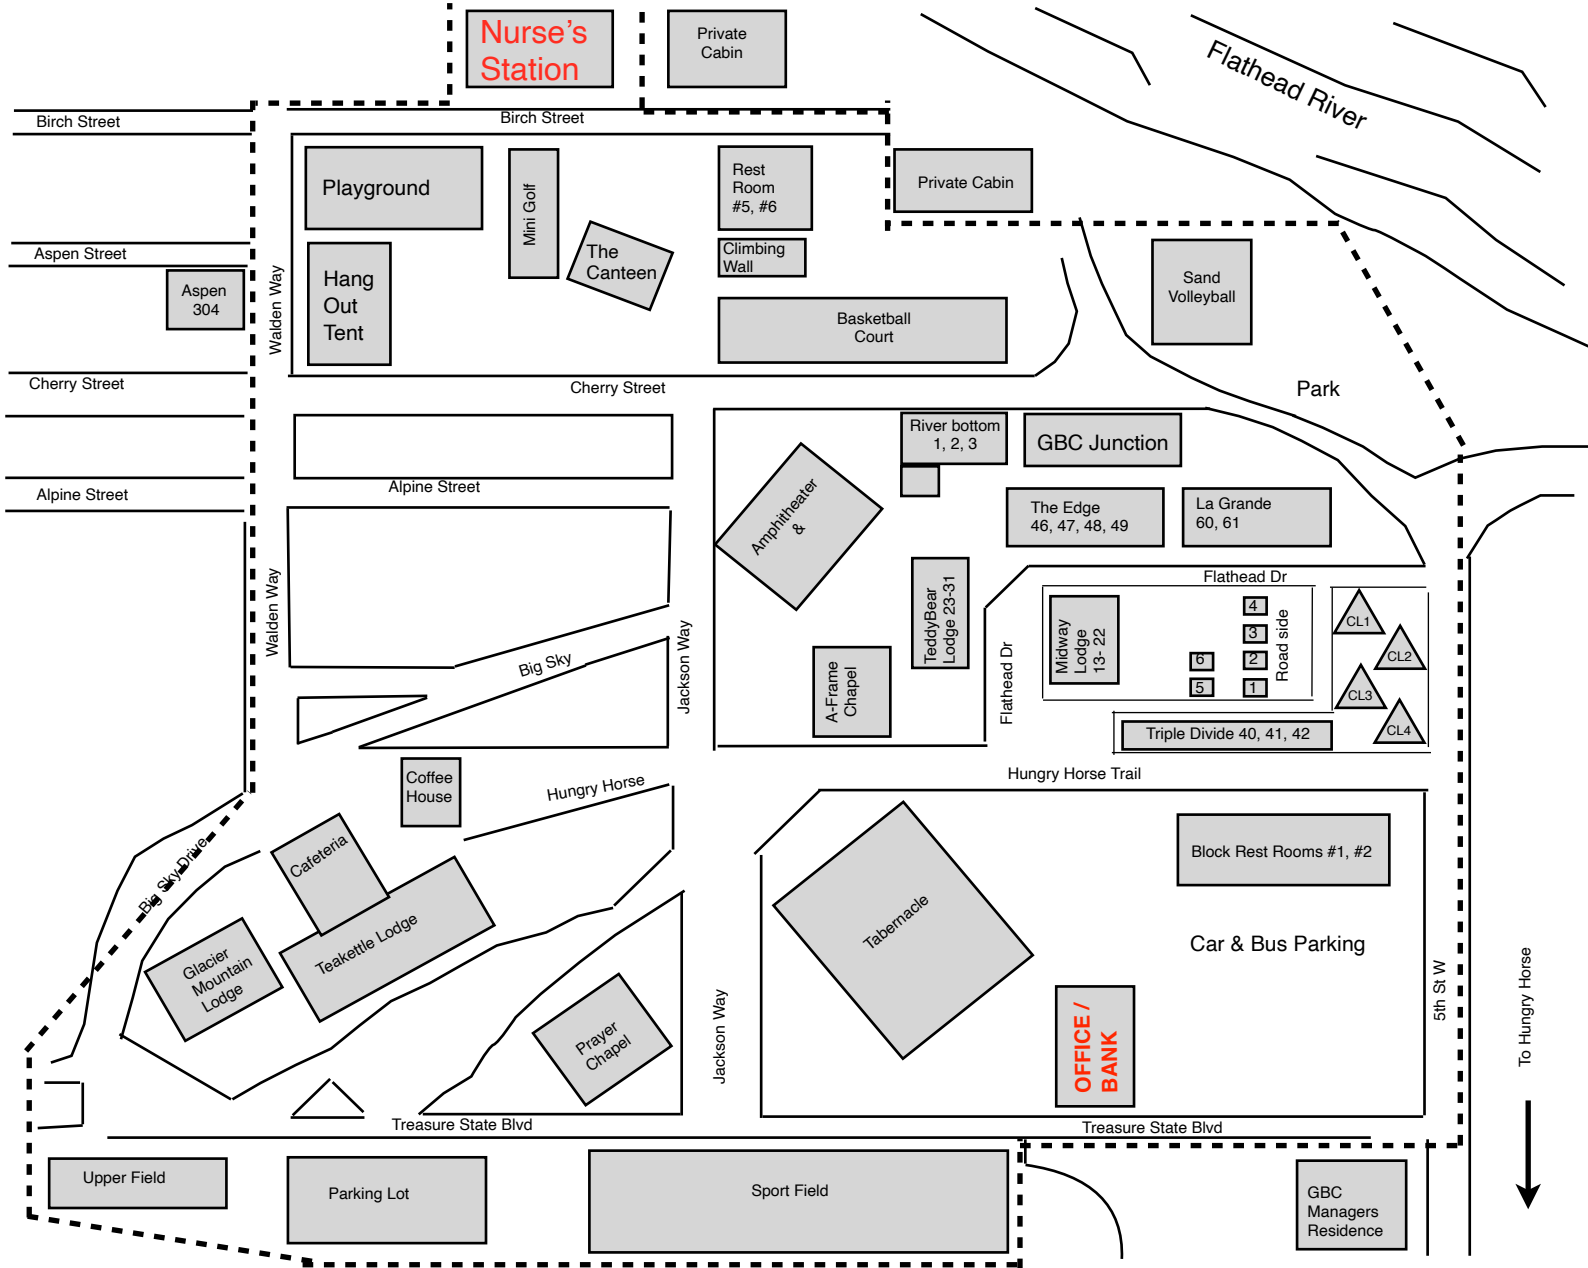 Nurse's
Station
Private
Cabin
Flathead River
Birch Street
Birch Street
Playground
Mini Golf
Rest
Room
#5, #6
Private Cabin
The
Canteen
Climbing
Wall
Aspen Street
Aspen
304
Walden Way
Hang
Out
Tent
Basketball
Court
Sand
Volleyball
Cherry Street
Cherry Street
Park
River bottom
1, 2, 3
GBC Junction
Alpine Street
Alpine Street
Amphitheater
&
The Edge
46, 47, 48, 49
La Grande
60, 61
Walden Way
TeddyBear
Lodge 23-31
Flathead Dr
Midway
Lodge
13- 22
4
3
2
1
6
5
Road side
CL1
CL2
CL3
CL4
Big Sky
Jackson Way
A-Frame
Chapel
Flathead Dr
Triple Divide 40, 41, 42
Hungry Horse Trail
Coffee
House
Hungry Horse
Cafeteria
Big Sky Drive
Teakettle Lodge
Glacier
Mountain
Lodge
Tabernacle
Block Rest Rooms #1, #2
Car & Bus Parking
5th St W
To Hungry Horse
Prayer
Chapel
Jackson Way
OFFICE /
BANK
Treasure State Blvd
Treasure State Blvd
Upper Field
Parking Lot
Sport Field
GBC
Managers
Residence